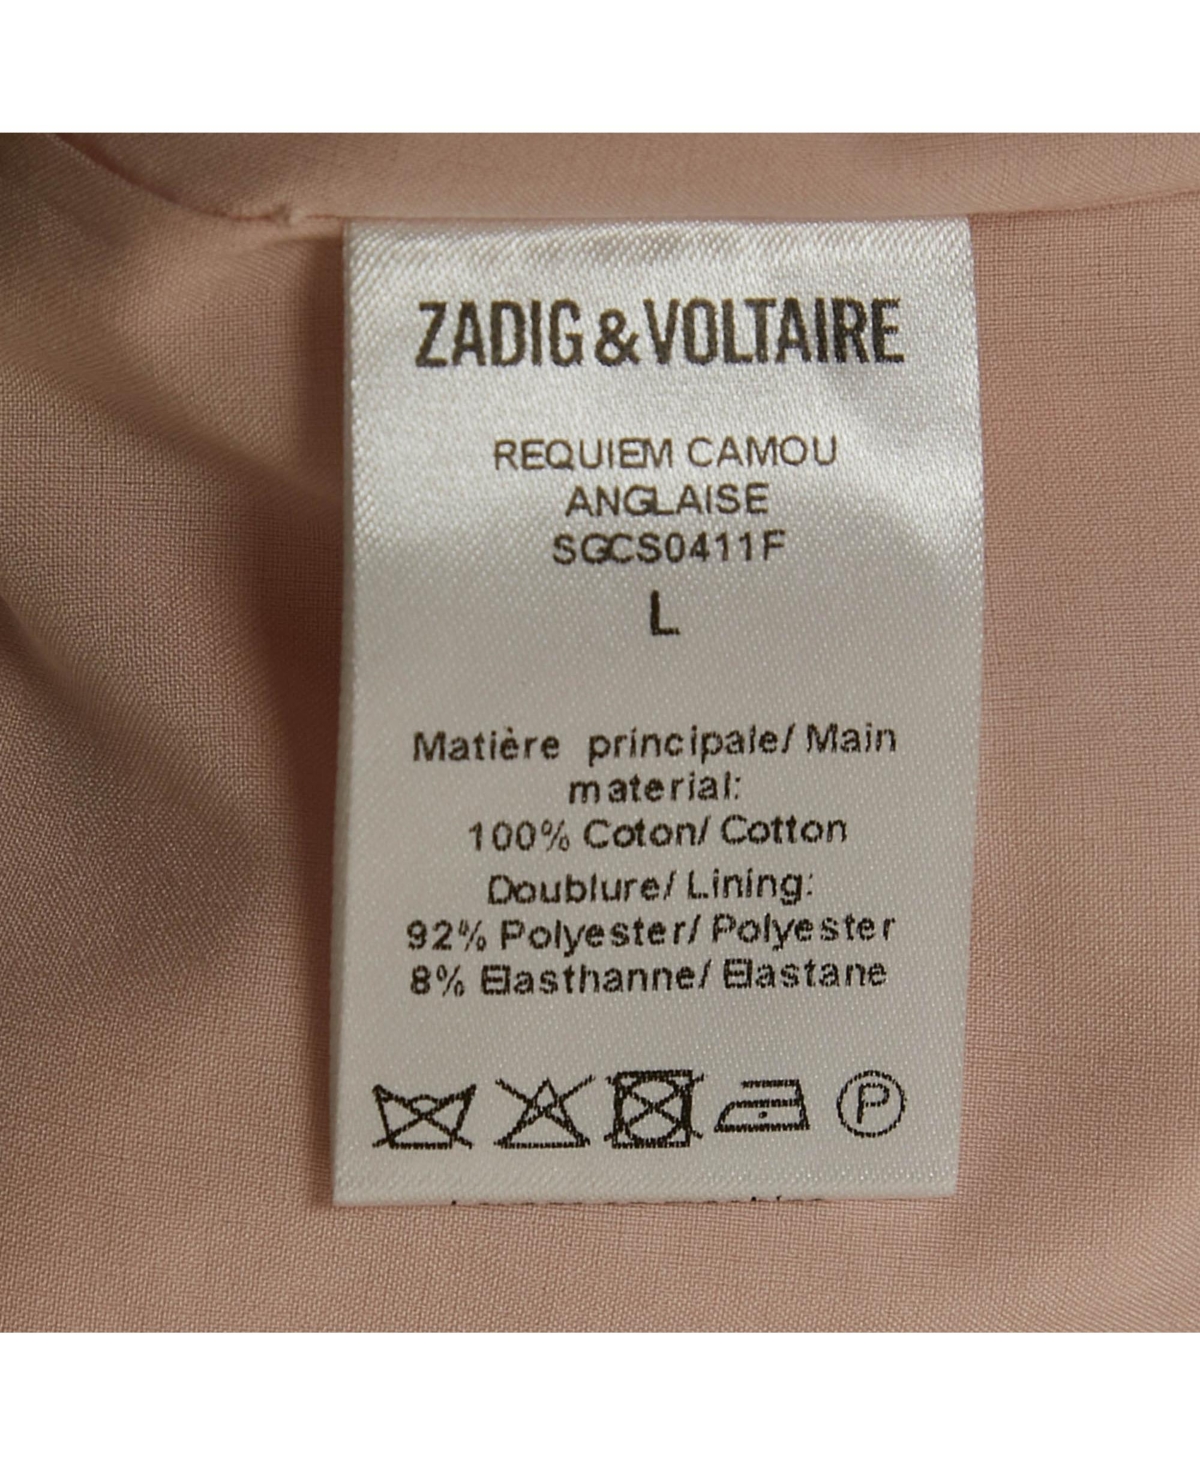 ZADIG&VOLTAIRE
REQUIEM CAMOU
ANGLAISE
SGCS0411F
L
Matière principale/ Main
material:
100% Coton/ Cotton
Doublure/ Lining:
92% Polyester/ Polyester
8% Elasthanne/ Elastane
P